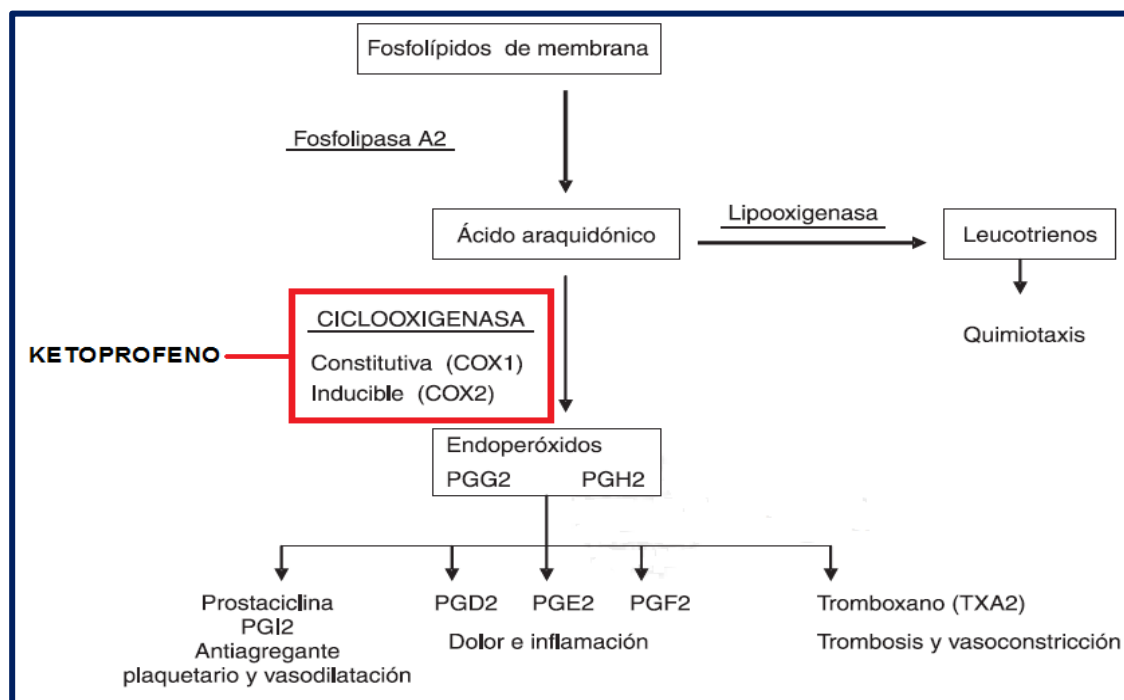 Fosfolípidos de membrana
Fosfolipasa A2
Ácido araquidónico
Lipooxigenasa
Leucotrienos
Quimiotaxis
KETOPROFENO
CICLOOXIGENASA
Constitutiva (COX1)
Inducible (COX2)
Endoperóxidos
PGG2 PGH2
Prostaciclina
PGI2
Antiagregante
plaquetario y vasodilatación
PGD2 PGE2 PGF2
Dolor e inflamación
Tromboxano (TXA2)
Trombosis y vasoconstricción